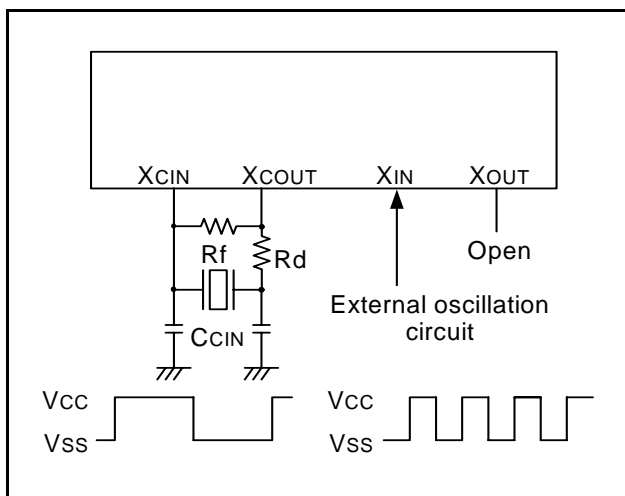 XCIN XCOUT XIN XOUT
Rf Rd
Open
External oscillation
circuit
CCIN
VCC VCC
VSS VSS